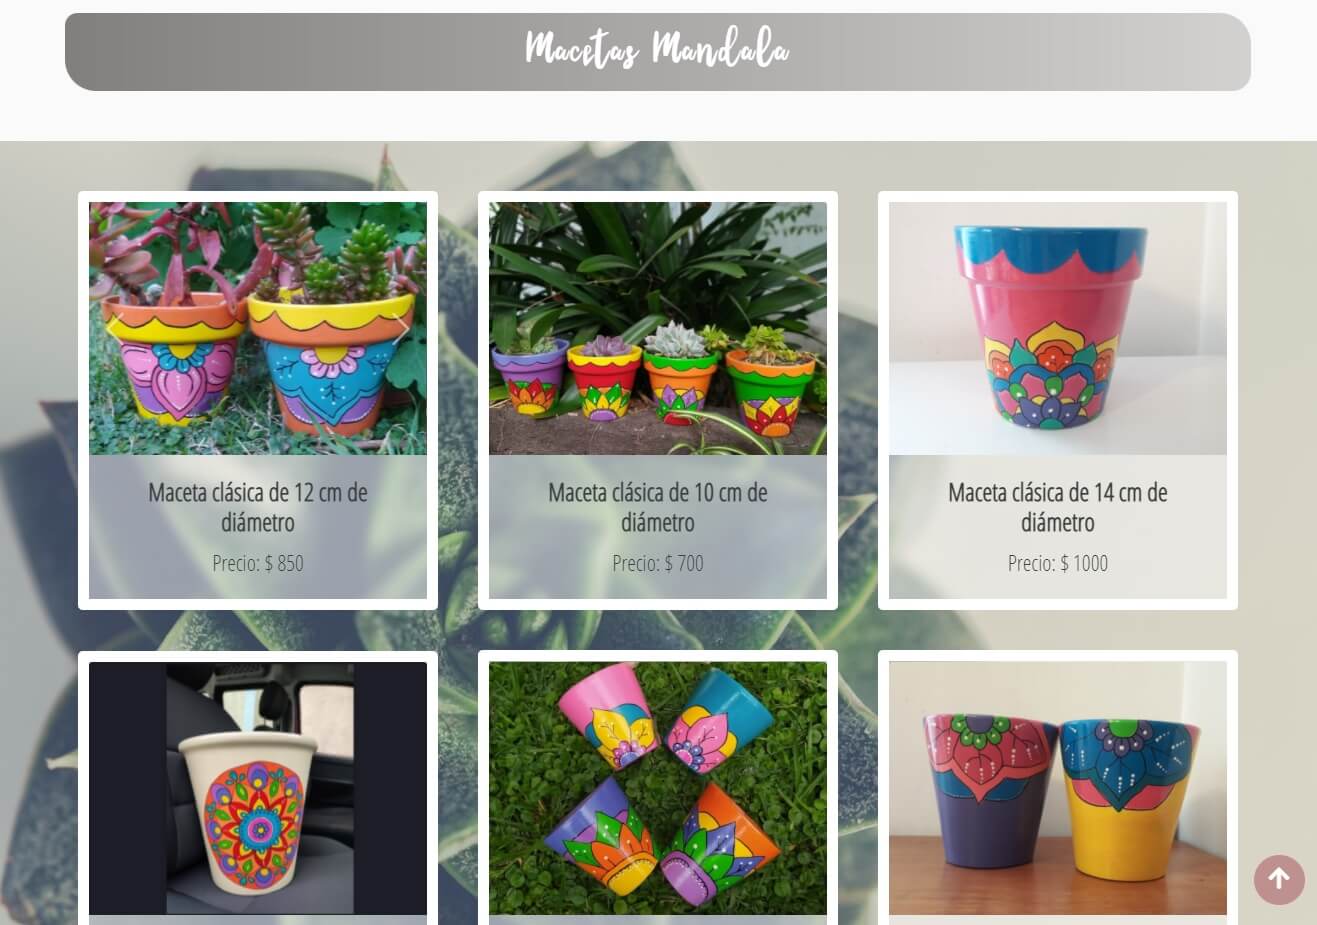 Macetas Mandala
Maceta clásica de 12 cm de
diámetro
Precio: $ 850
Maceta clásica de 10 cm de
diámetro
Precio: $ 700
Maceta clásica de 14 cm de
diámetro
Precio: $ 1000